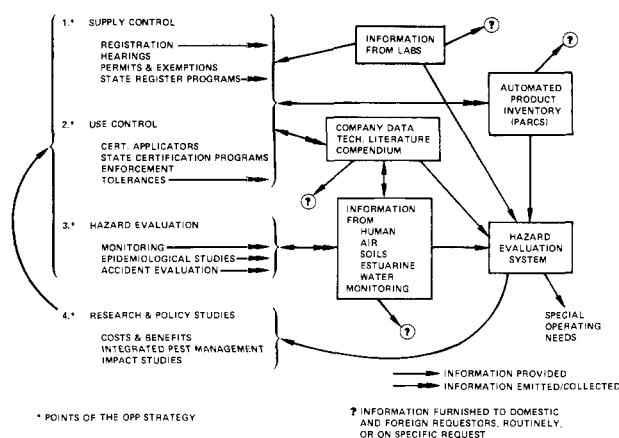 1.* SUPPLY CONTROL
REGISTRATION
HEARINGS
PERMITS & EXEMPTIONS
STATE REGISTER PROGRAMS
2.* USE CONTROL
CERT. APPLICATORS
STATE CERTIFICATION PROGRAMS
ENFORCEMENT
TOLERANCES
3.* HAZARD EVALUATION
MONITORING
EPIDEMIOLOGICAL STUDIES
ACCIDENT EVALUATION
4.* RESEARCH & POLICY STUDIES
COSTS & BENEFITS
INTEGRATED PEST MANAGEMENT
IMPACT STUDIES
INFORMATION
FROM LABS
?
?
AUTOMATED
PRODUCT
INVENTORY
(PARCS)
COMPANY DATA
TECH. LITERATURE
COMPENDIUM
?
INFORMATION
FROM
HUMAN
AIR
SOILS
ESTUARINE
WATER
MONITORING
?
HAZARD
EVALUATION
SYSTEM
SPECIAL
OPERATING
NEEDS
INFORMATION PROVIDED
INFORMATION EMITTED/COLLECTED
* POINTS OF THE OPP STRATEGY
? INFORMATION FURNISHED TO DOMESTIC
AND FOREIGN REQUESTORS, ROUTINELY,
OR ON SPECIFIC REQUEST